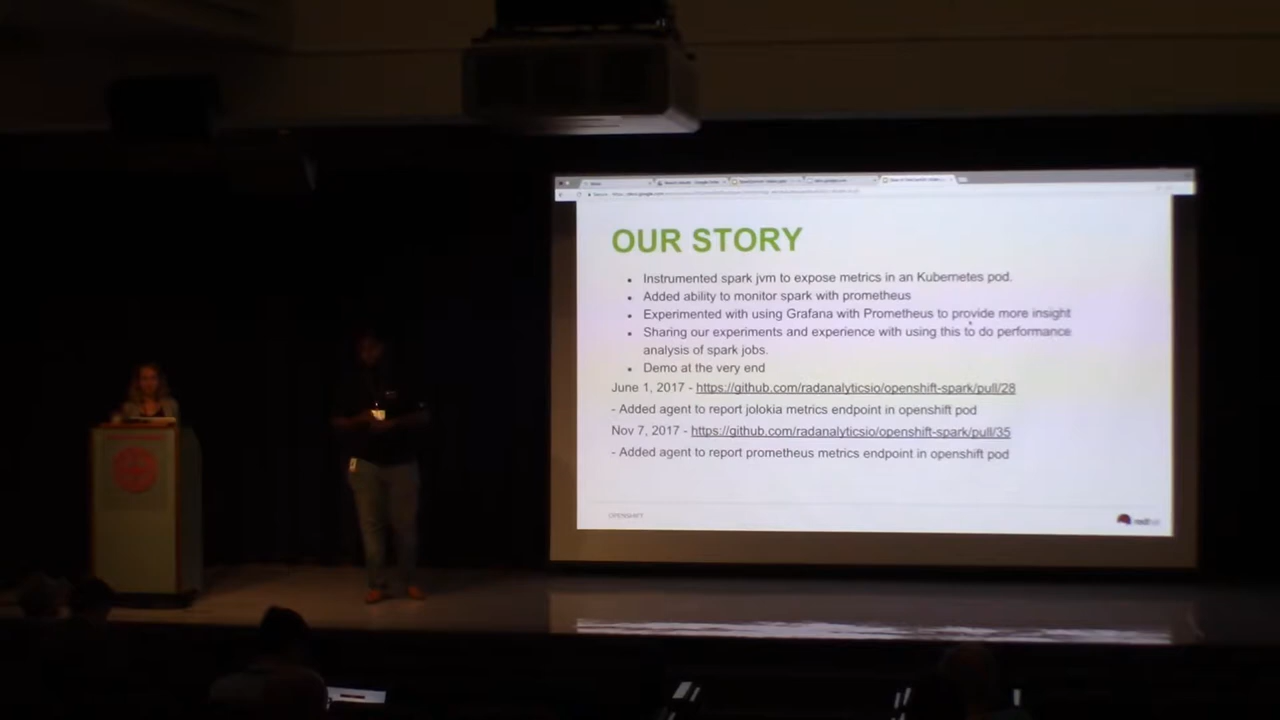 OUR STORY
Instrumented spark jvm to expose metrics in an Kubernetes pod.
Added ability to monitor spark with prometheus
Experimented with using Grafana with Prometheus to provide more insight
Sharing our experiments and experience with using this to do performance
analysis of spark jobs.
Demo at the very end
June 1, 2017 - https://github.com/radanalyticsio/openshift-spark/pull/28
- Added agent to report jolokia metrics endpoint in openshift pod
Nov 7, 2017 - https://github.com/radanalyticsio/openshift-spark/pull/35
- Added agent to report prometheus metrics endpoint in openshift pod
OPENSHIFT
redhat